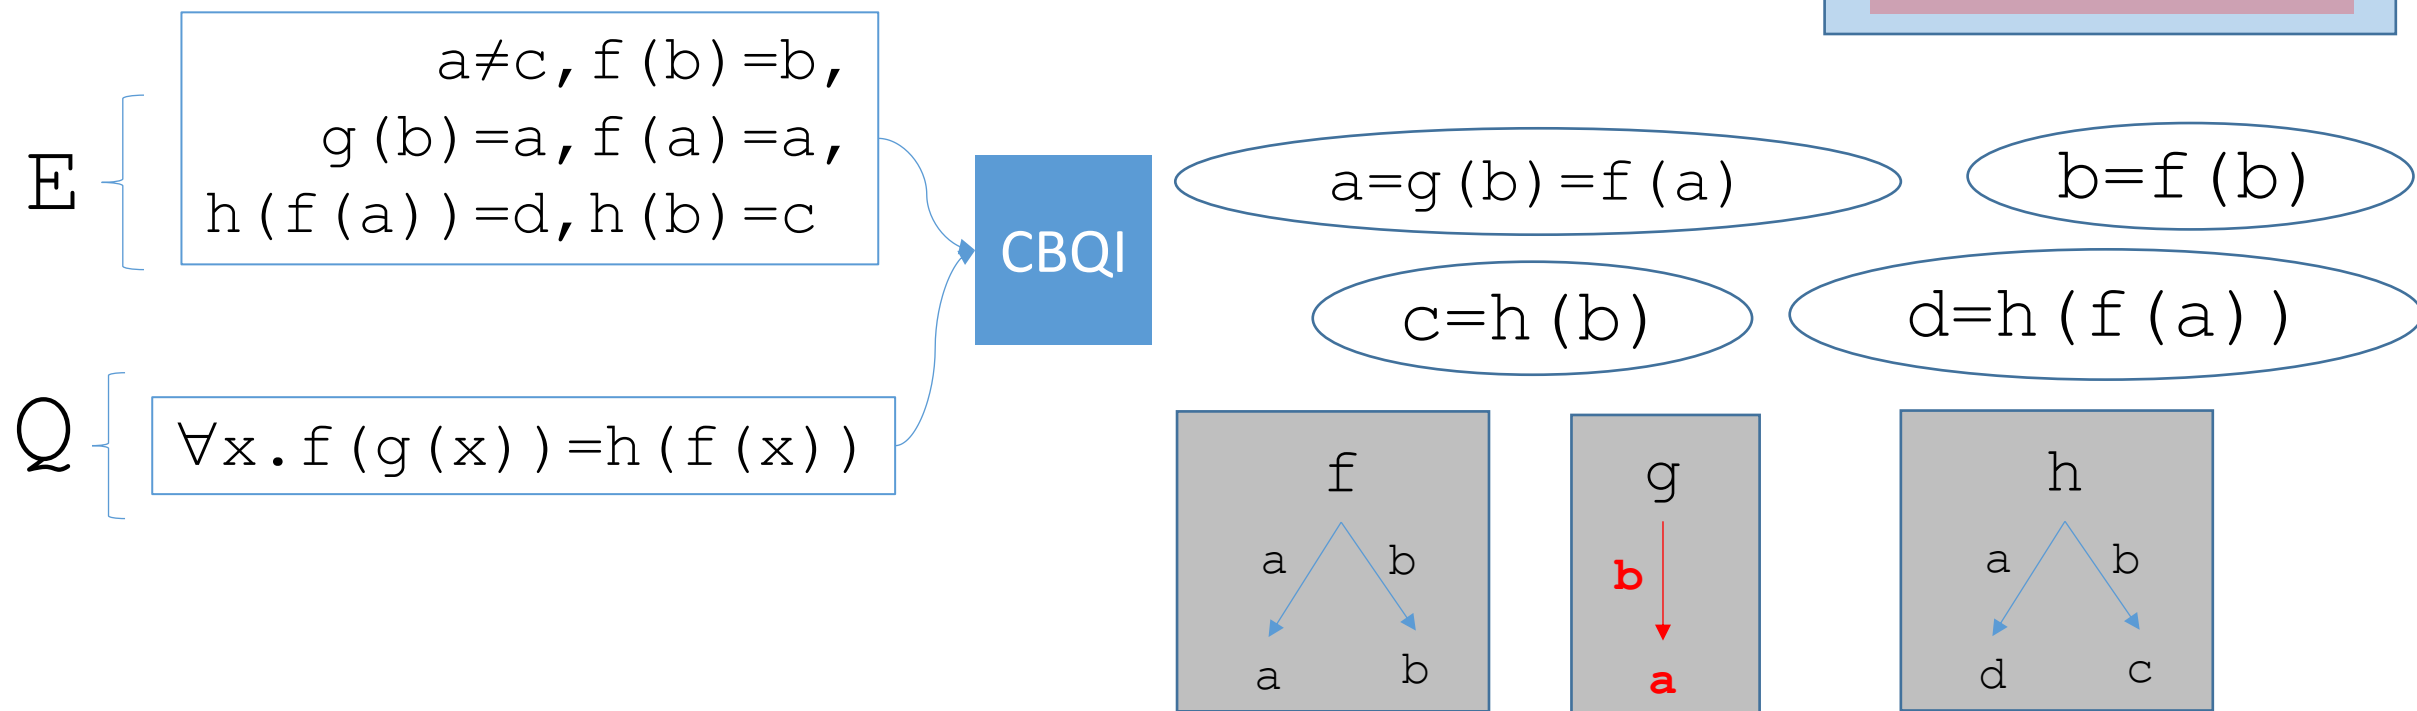 E
a≠c,f(b)=b,
g(b)=a,f(a)=a,
h(f(a))=d,h(b)=c
Q
∀x.f(g(x))=h(f(x))
CBQI
a=g(b)=f(a)
b=f(b)
c=h(b)
d=h(f(a))
f
a b
a b
g
b
a
h
a b
d c